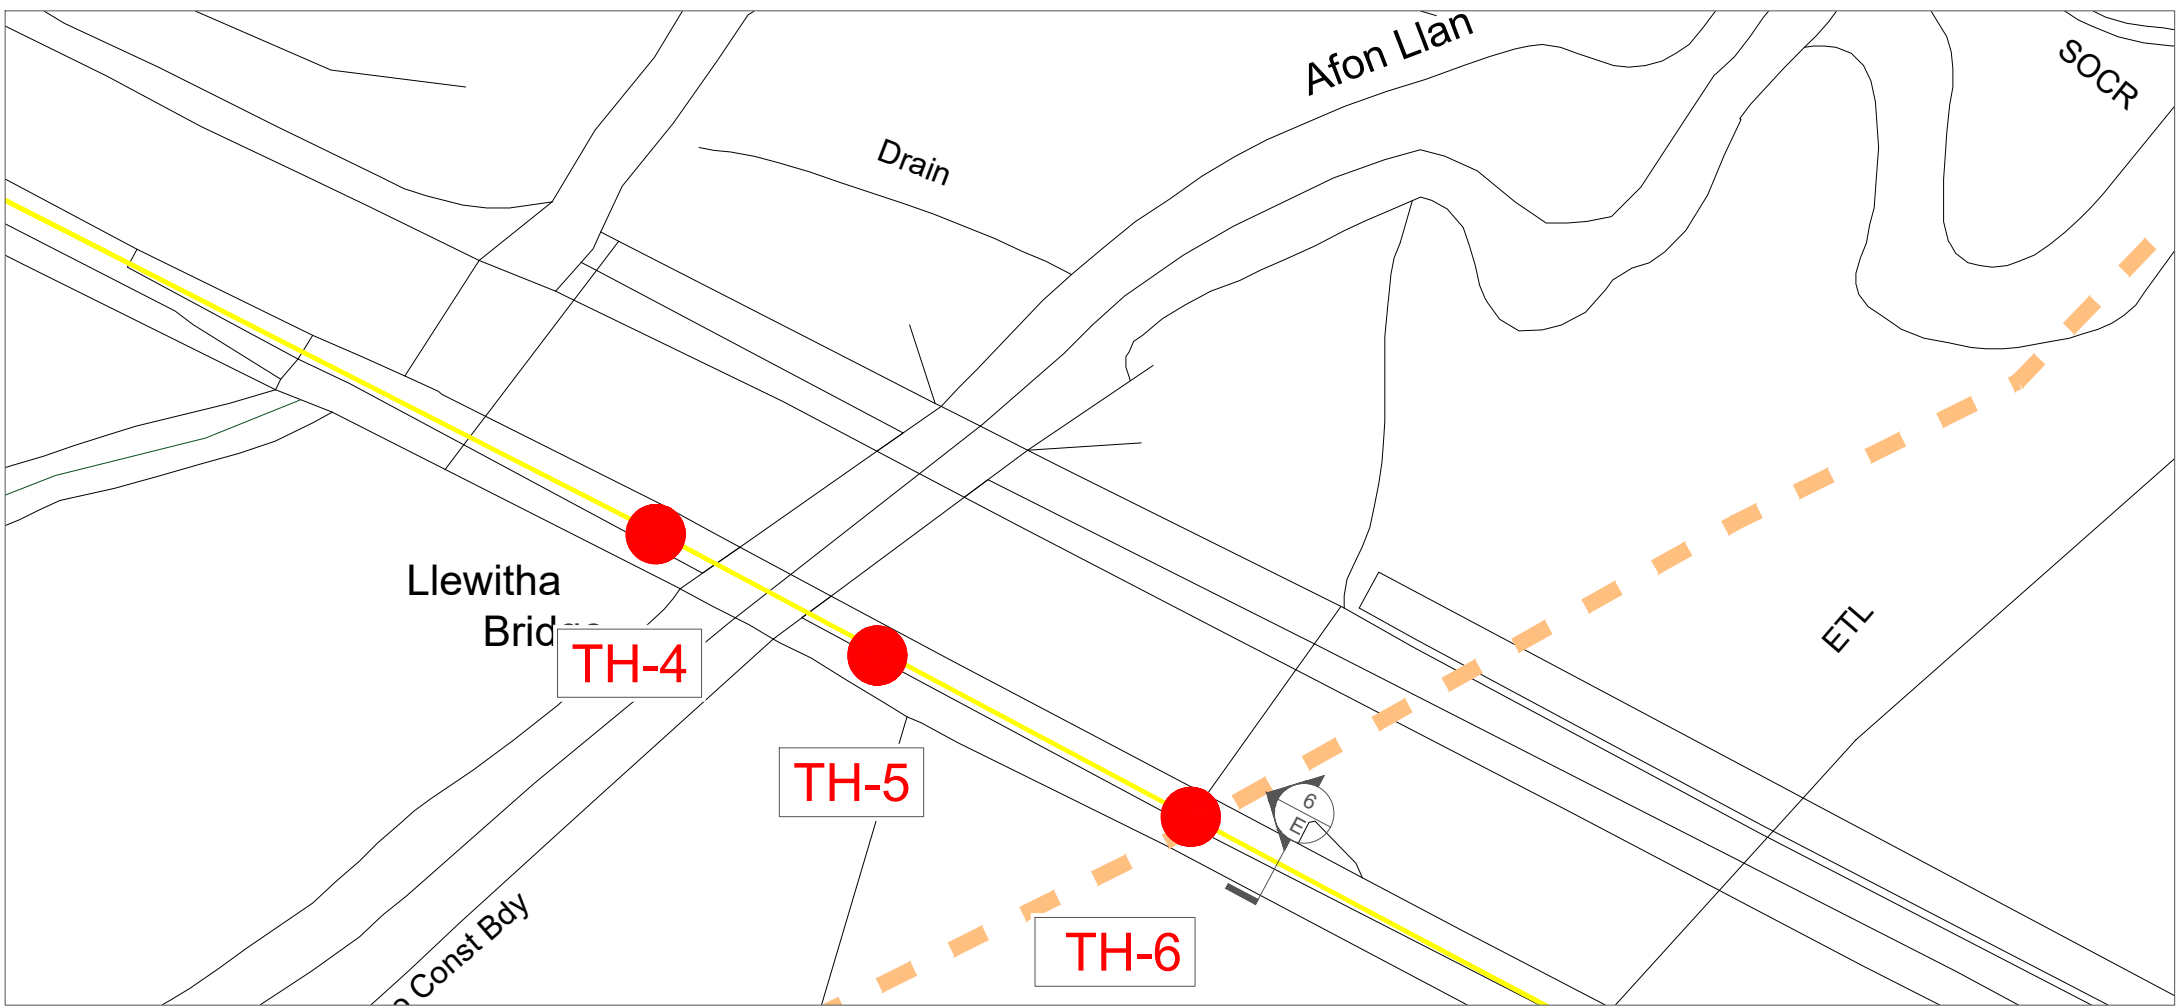 Afon Llan
SOCR
Drain
Llewitha
TH-4
ETL
TH-5
6
E
Const Bdy
TH-6